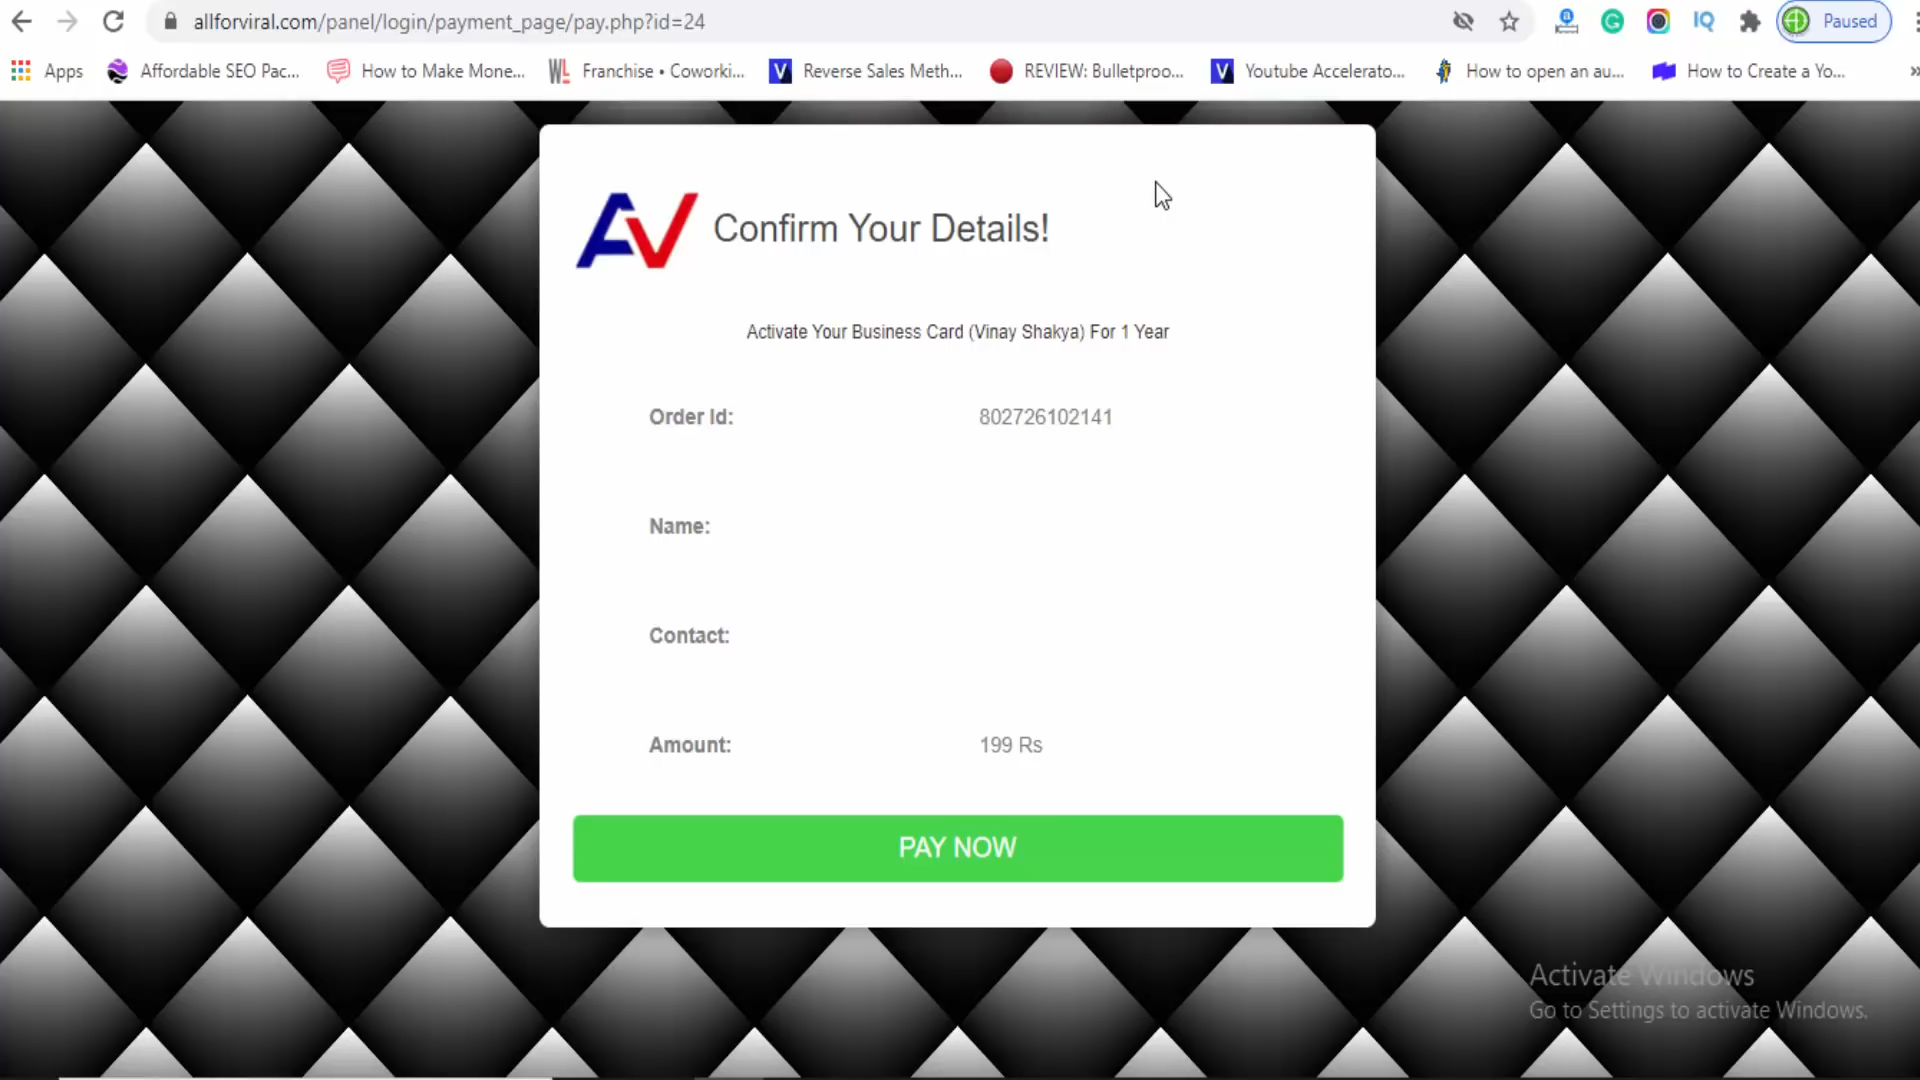 allforviral.com/panel/login/payment_page/pay.php?id=24
Paused
Apps
Affordable SEO Pac...
How to Make Mone...
Franchise • Coworki...
Reverse Sales Meth...
REVIEW: Bulletproo...
Youtube Accelerato...
How to open an au...
How to Create a Yo...
AV
Confirm Your Details!
Activate Your Business Card (Vinay Shakya) For 1 Year
Order Id: 802726102141
Name:
Contact:
Amount: 199 Rs
PAY NOW
Activate Windows
Go to Settings to activate Windows.